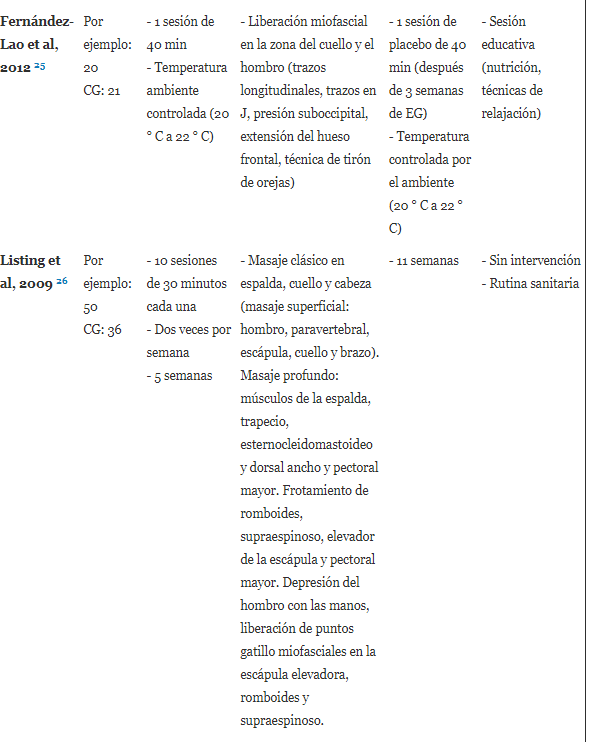 Fernández-
Lao et al,
2012 25
Por
ejemplo:
20
CG: 21
- 1 sesión de
40 min
- Temperatura
ambiente
controlada (20
° C a 22 ° C)
- Liberación miofascial
en la zona del cuello y el
hombro (trazos
longitudinales, trazos en
J, presión suboccipital,
extensión del hueso
frontal, técnica de tirón
de orejas)
- 1 sesión de
placebo de 40
min (después
de 3 semanas
de EG)
- Temperatura
controlada por
el ambiente
(20 ° C a 22 °
C)
- Sesión
educativa
(nutrición,
técnicas de
relajación)
Listing et
al, 2009 26
Por
ejemplo:
50
CG: 36
- 10 sesiones
de 30 minutos
cada una
- Dos veces por
semana
- 5 semanas
- Masaje clásico en
espalda, cuello y cabeza
(masaje superficial:
hombro, paravertebral,
escápula, cuello y brazo).
Masaje profundo:
músculos de la espalda,
trapecio,
esternocleidomastoideo
y dorsal ancho y pectoral
mayor. Frotamiento de
romboides,
supraespinoso, elevador
de la escápula y pectoral
mayor. Depresión del
hombro con las manos,
liberación de puntos
gatillo miofasciales en la
escápula elevadora,
romboides y
supraespinoso.
- 11 semanas
- Sin intervención
- Rutina sanitaria